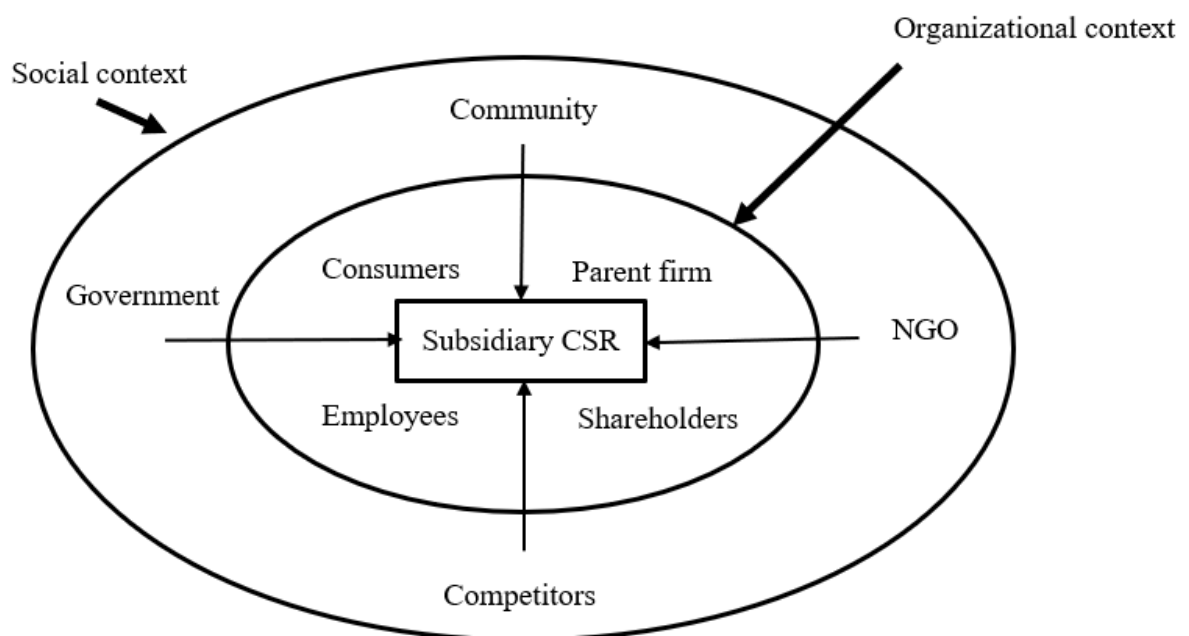 Organizational context
Social context
Community
Consumers
Parent firm
Government
NGO
Subsidiary CSR
Employees
Shareholders
Competitors